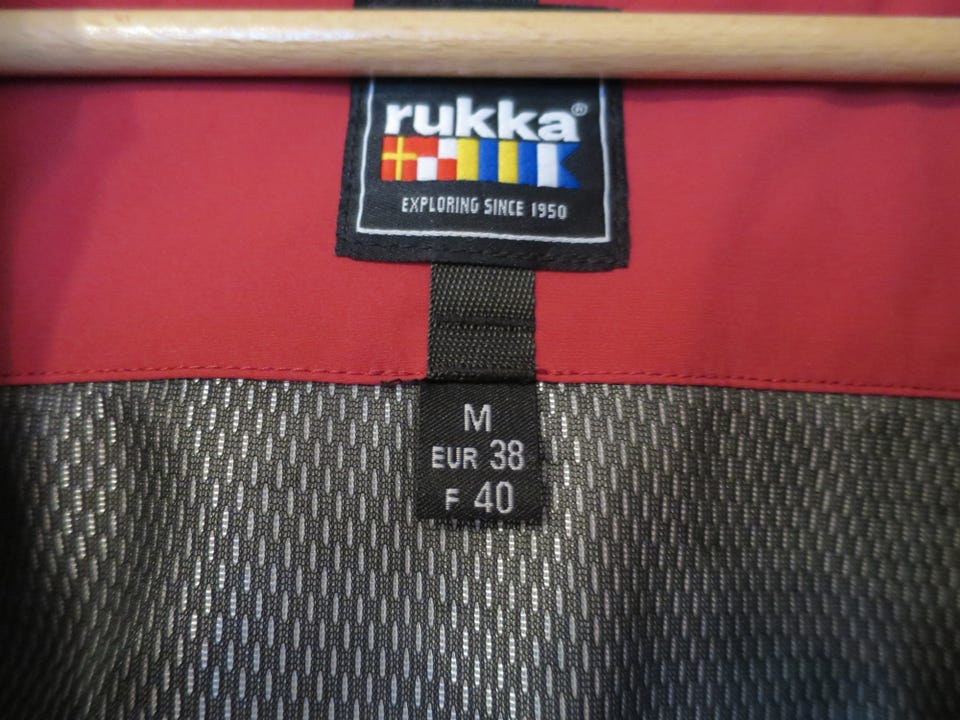 rukka®
EXPLORING SINCE 1950
M
EUR 38
F 40